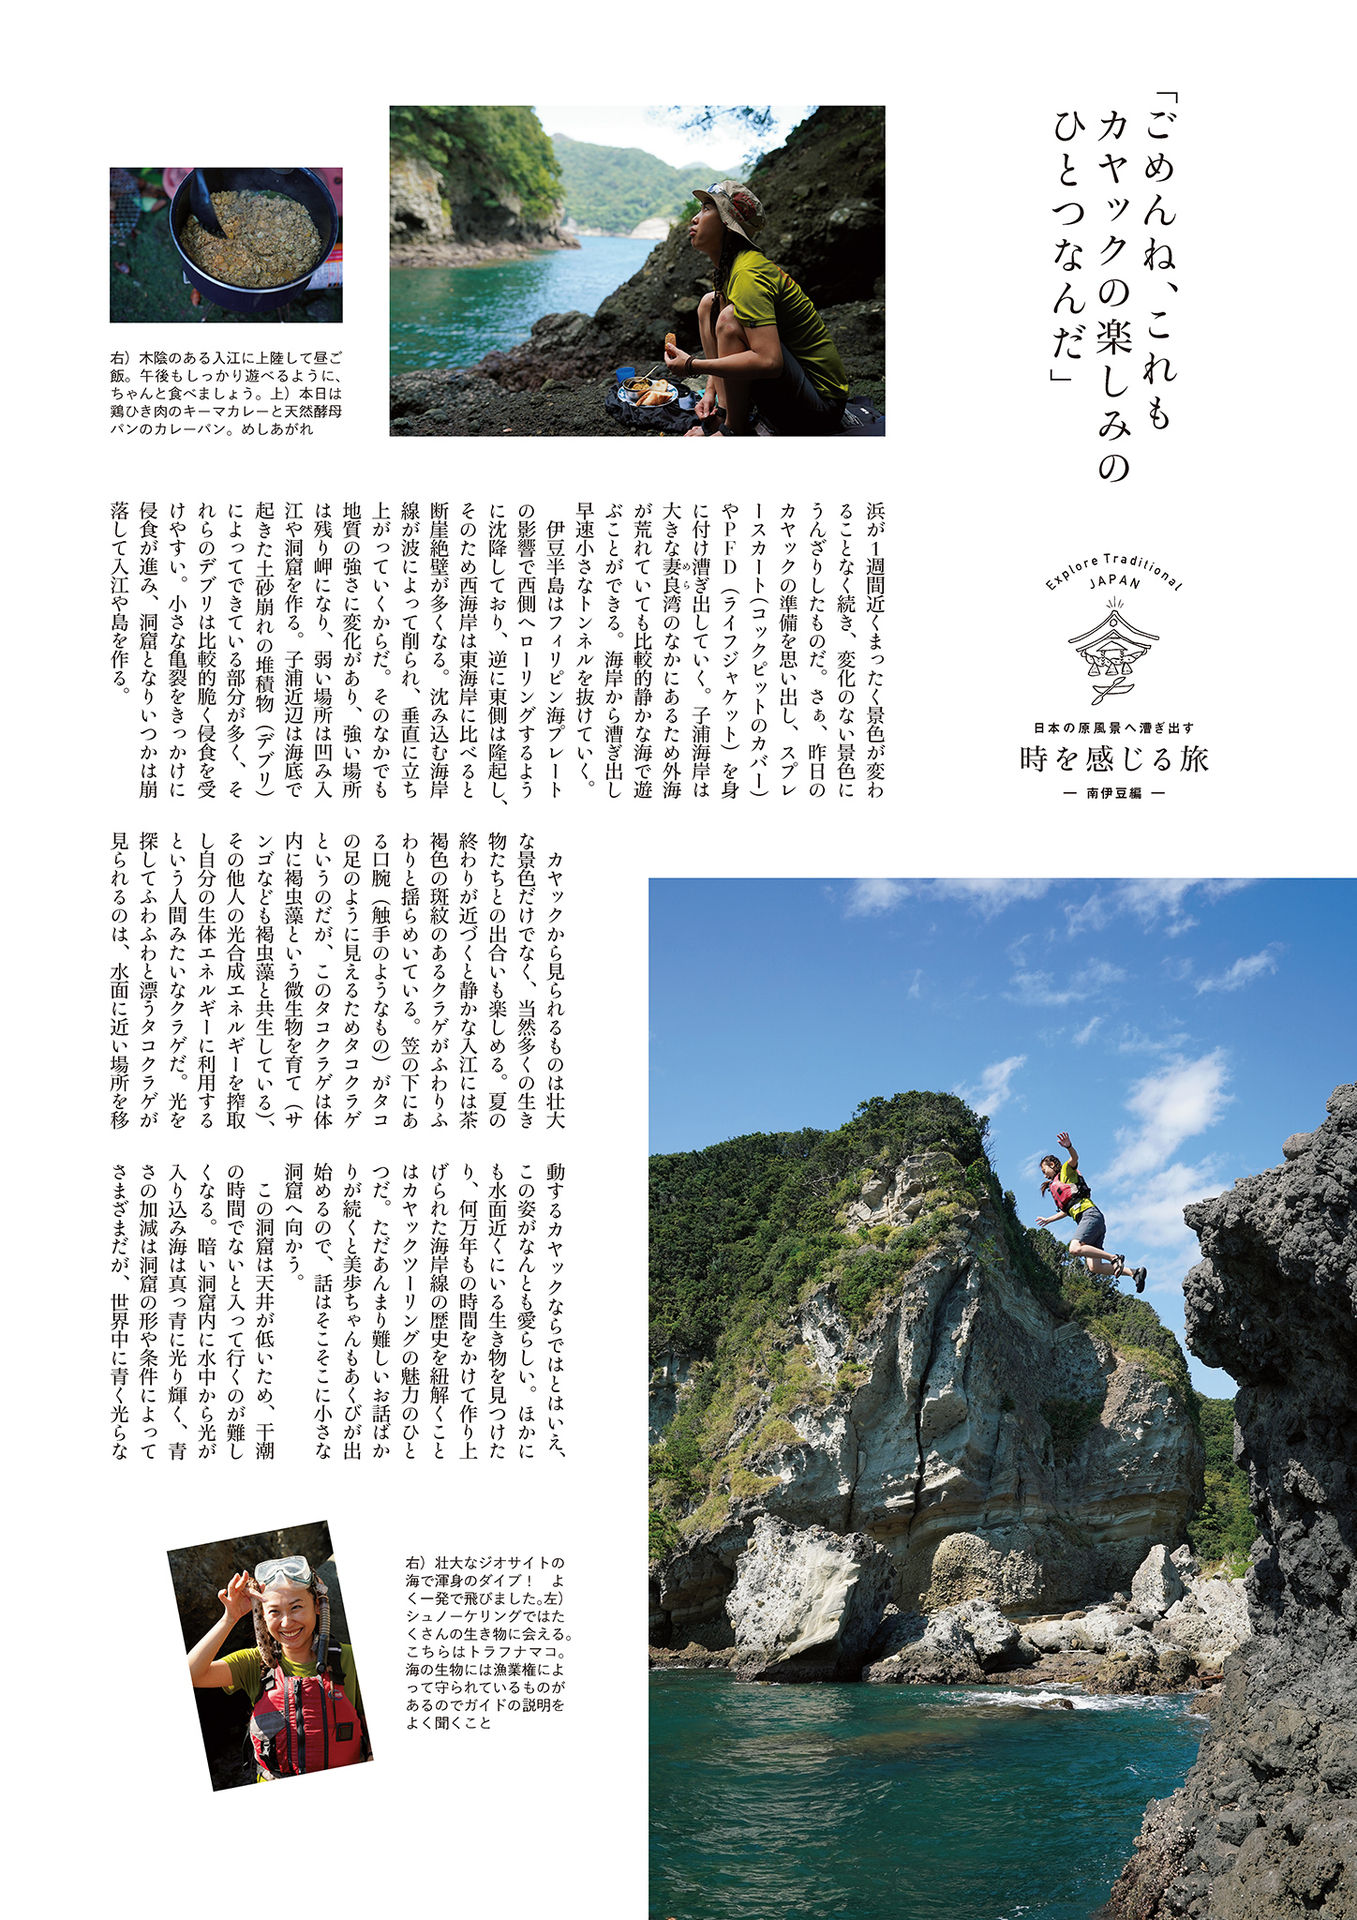 「ごめんね、これも
カヤックの楽しみの
ひとつなんだ」
Explore Traditional
JAPAN
日本の原風景へ漕ぎ出す
時を感じる旅
― 南伊豆編 ―
右）木陰のある入江に上陸して昼ご
飯。午後もしっかり遊べるように、
ちゃんと食べましょう。上）本日は
鶏ひき肉のキーマカレーと天然酵母
パンのカレーパン。めしあがれ
浜が1週間近くまったく景色が変わ
ることなく続き、変化のない景色に
うんざりしたものだ。さぁ、昨日の
カヤックの準備を思い出し、スプレ
ースカート（コックピットのカバー）
やPFD（ライフジャケット）を身
に付け漕ぎ出していく。子浦海岸は
大きな妻良湾のなかにあるため外海
めら
が荒れていても比較的静かな海で遊
ぶことができる。海岸から漕ぎ出し
早速小さなトンネルを抜けていく。
伊豆半島はフィリピン海プレート
の影響で西側へローリングするよう
に沈降しており、逆に東側は隆起し、
そのため西海岸は東海岸に比べると
断崖絶壁が多くなる。沈み込む海岸
線が波によって削られ、垂直に立ち
上がっていくからだ。そのなかでも
地質の強さに変化があり、強い場所
は残り岬になり、弱い場所は凹み入
江や洞窟を作る。子浦近辺は海底で
起きた土砂崩れの堆積物（デブリ）
によってできている部分が多く、そ
れらのデブリは比較的脆く侵食を受
けやすい。小さな亀裂をきっかけに
侵食が進み、洞窟となりいつかは崩
落して入江や島を作る。
カヤックから見られるものは壮大
な景色だけでなく、当然多くの生き
物たちとの出合いも楽しめる。夏の
終わりが近づくと静かな入江には茶
褐色の斑紋のあるクラゲがふわりふ
わりと揺らめいている。笠の下にあ
る口腕（触手のようなもの）がタコ
の足のように見えるためタコクラゲ
というのだが、このタコクラゲは体
内に褐虫藻という微生物を育て（サ
ンゴなども褐虫藻と共生している）、
その他人の光合成エネルギーを搾取
し自分の生体エネルギーに利用する
という人間みたいなクラゲだ。光を
探してふわふわと漂うタコクラゲが
見られるのは、水面に近い場所を移
動するカヤックならではとはいえ、
この姿がなんとも愛らしい。ほかに
も水面近くにいる生き物を見つけた
り、何万年もの時間をかけて作り上
げられた海岸線の歴史を紐解くこと
はカヤックツーリングの魅力のひと
つだ。ただあんまり難しいお話ばか
りが続くと美歩ちゃんもあくびが出
始めるので、話はそこそこに小さな
洞窟へ向かう。
この洞窟は天井が低いため、干潮
の時間でないと入って行くのが難し
くなる。暗い洞窟内に水中から光が
入り込み海は真っ青に光り輝く、青
さの加減は洞窟の形や条件によって
さまざまだが、世界中に青く光らな
右）壮大なジオサイトの
海で渾身のダイブ！　よ
く一発で飛びました。左）
シュノーケリングではた
くさんの生き物に会える。
こちらはトラフナマコ。
海の生物には漁業権によ
って守られているものが
あるのでガイドの説明を
よく聞くこと